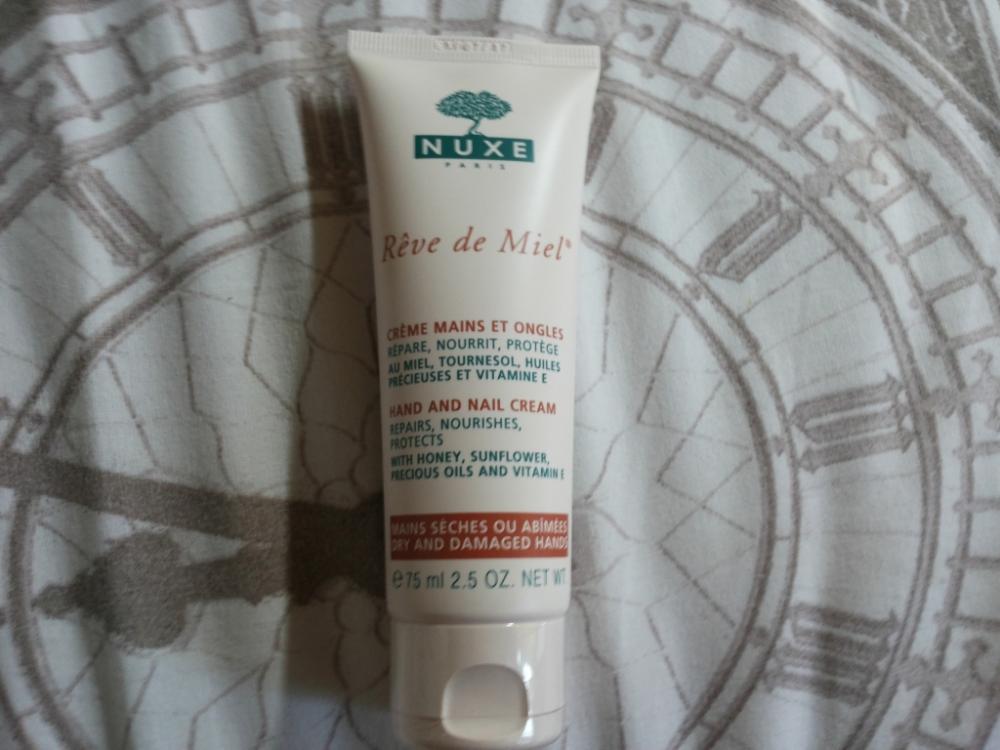 NUXE
PARIS
Rêve de Miel®
CRÈME MAINS ET ONGLES
RÉPARE, NOURRIT, PROTÈGE
AU MIEL, TOURNESOL, HUILES
PRÉCIEUSES ET VITAMINE E
HAND AND NAIL CREAM
REPAIRS, NOURISHES,
PROTECTS
WITH HONEY, SUNFLOWER,
PRECIOUS OILS AND VITAMIN E
MAINS SÈCHES OU ABÎMÉES
DRY AND DAMAGED HANDS
℮ 75 ml 2.5 OZ. NET WT.